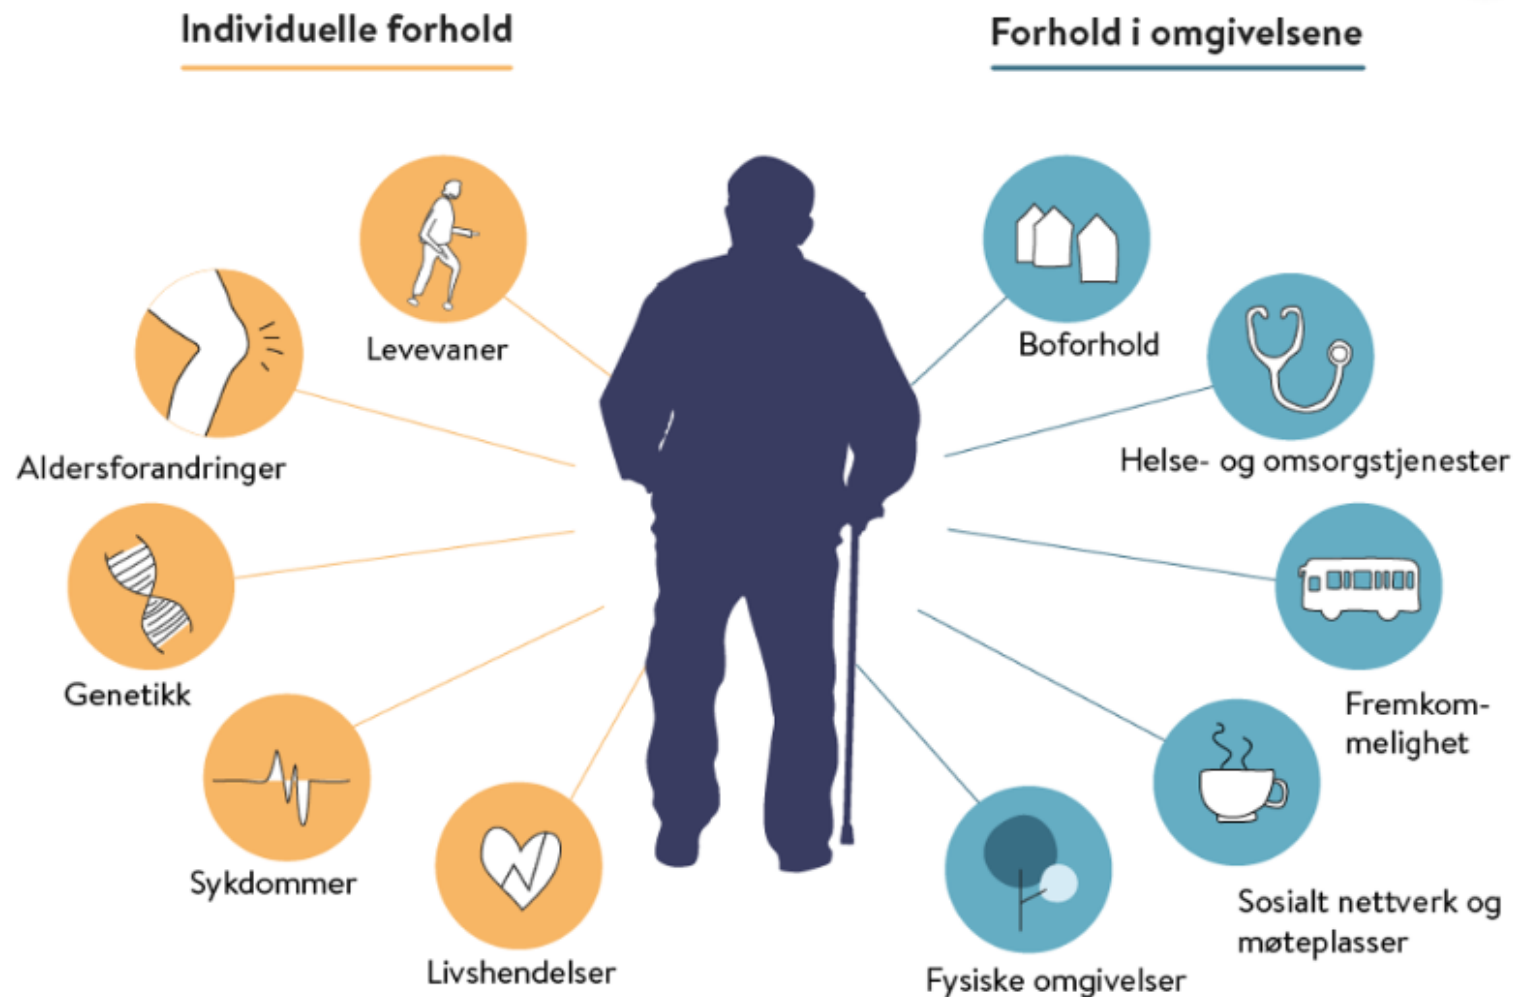 Individuelle forhold
Levevaner
Aldersforandringer
Genetikk
Sykdommer
Livshendelser
Forhold i omgivelsene
Boforhold
Helse- og omsorgstjenester
Fremkom-
melighet
Sosialt nettverk og
møteplasser
Fysiske omgivelser